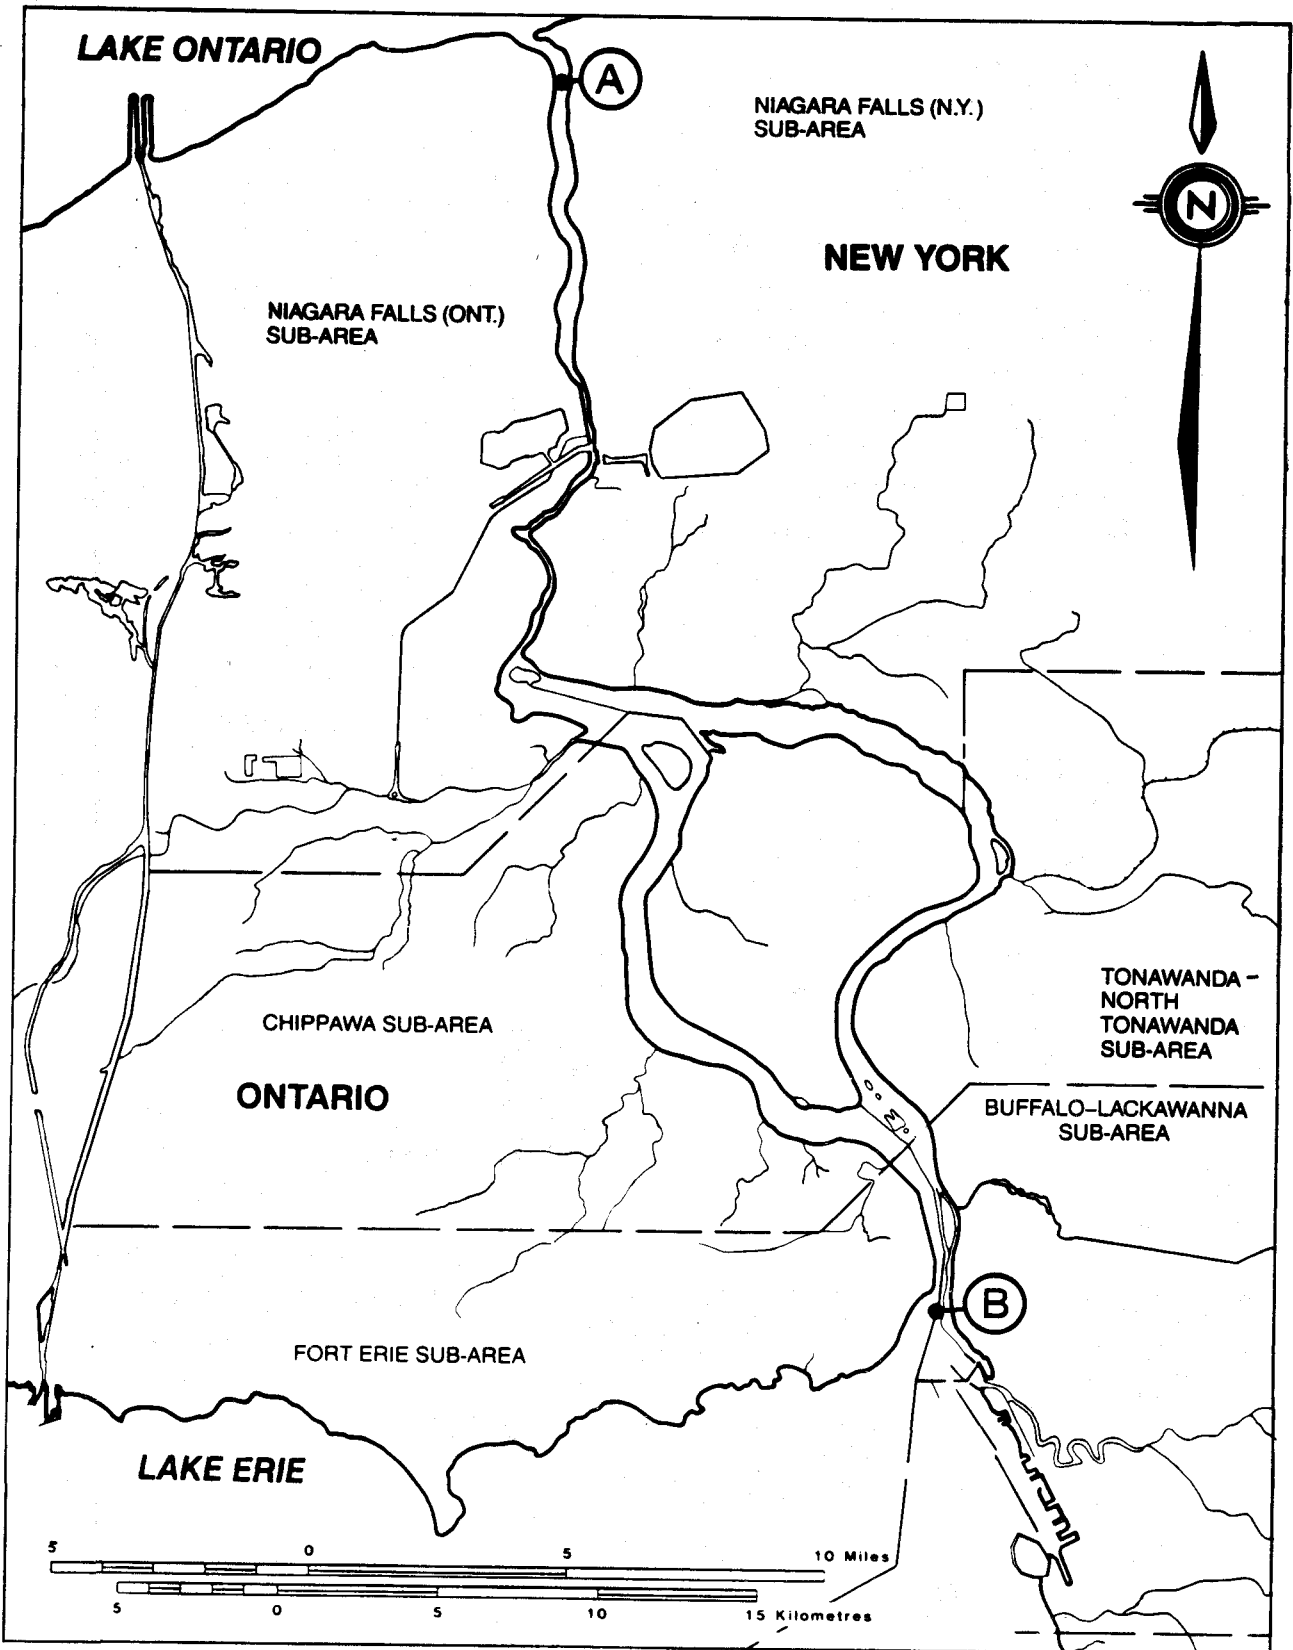 LAKE ONTARIO
A
NIAGARA FALLS (N.Y.)
SUB-AREA
N
NEW YORK
NIAGARA FALLS (ONT.)
SUB-AREA
TONAWANDA-
NORTH
TONAWANDA
SUB-AREA
CHIPPAWA SUB-AREA
ONTARIO
BUFFALO-LACKAWANNA
SUB-AREA
B
FORT ERIE SUB-AREA
LAKE ERIE
5 0 5 10 Miles
5 0 5 10 15 Kilometres